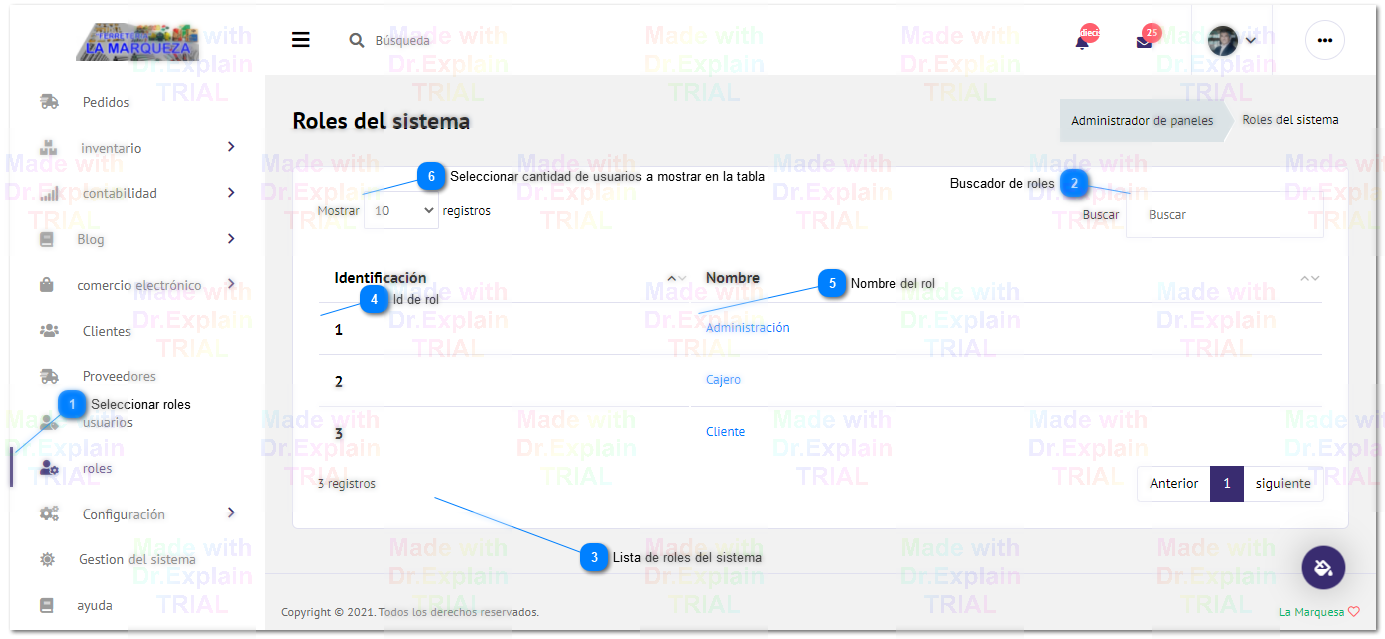 FERRETERIA
LA MARQUEZA
Búsqueda
diecis
25
Pedidos
inventario
contabilidad
Blog
comercio electrónico
Clientes
Proveedores
1 Seleccionar roles
usuarios
roles
Configuración
Gestion del sistema
ayuda
Roles del sistema
Administrador de paneles
Roles del sistema
6 Seleccionar cantidad de usuarios a mostrar en la tabla
Buscador de roles 2
Mostrar 10 registros
Buscar Buscar
Identificación Nombre
4 Id de rol
5 Nombre del rol
1 Administración
2 Cajero
3 Cliente
3 registros
Anterior 1 siguiente
3 Lista de roles del sistema
Copyright © 2021. Todos los derechos reservados.
La Marquesa
Made with
Dr.Explain
TRIAL